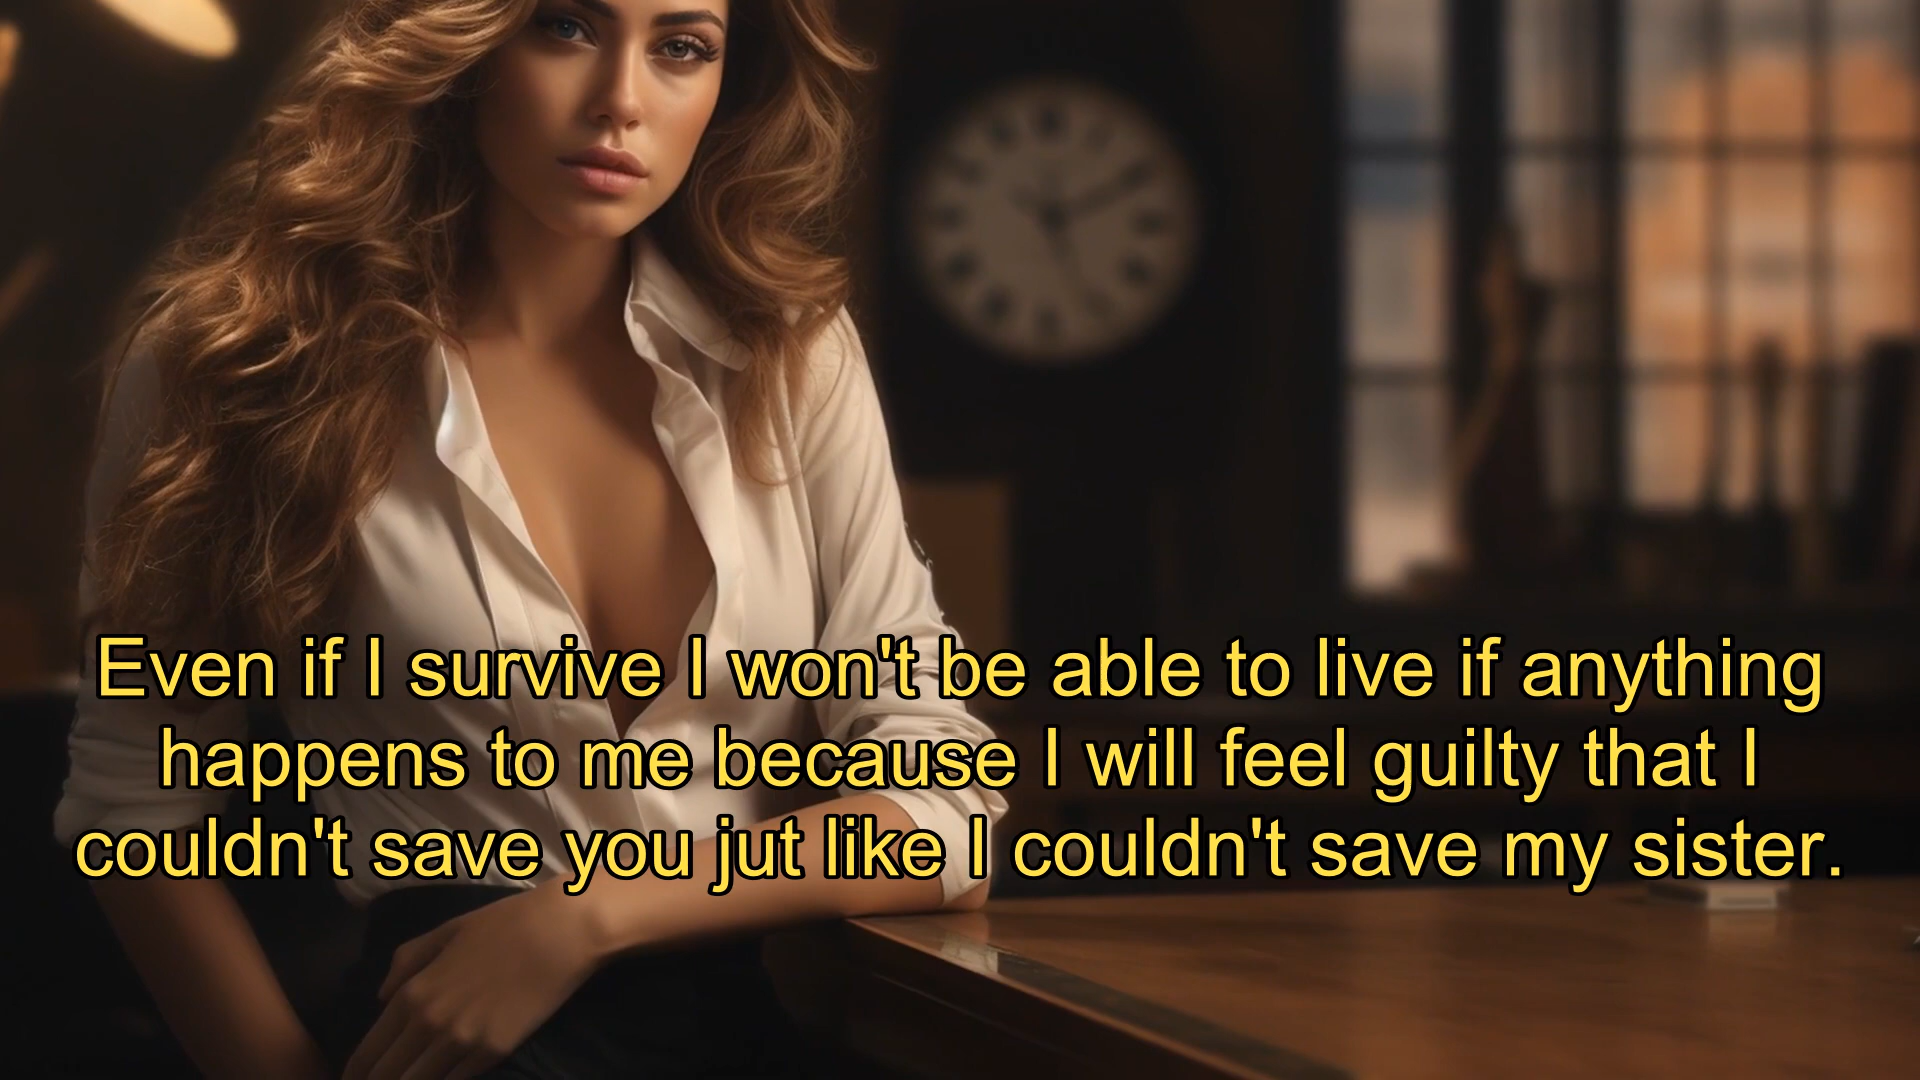 Even if I survive I won't be able to live if anything
happens to me because I will feel guilty that I
couldn't save you jut like I couldn't save my sister.